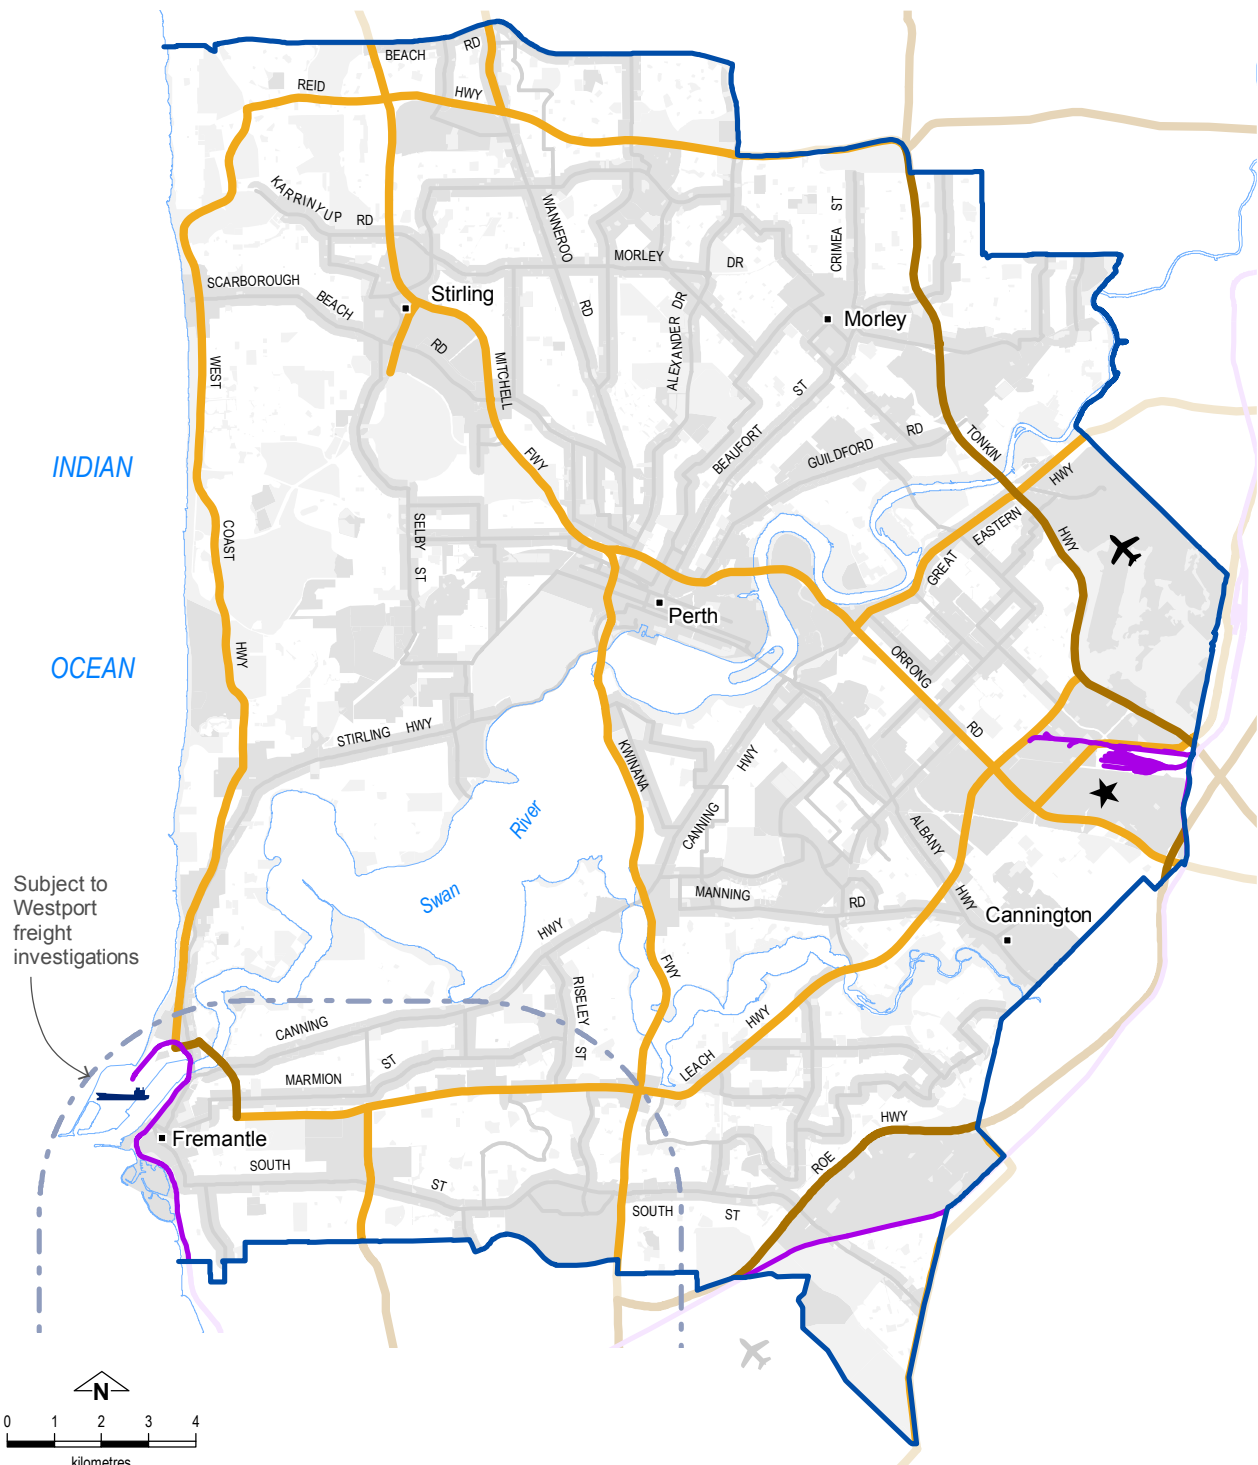 BEACH
RD
REID
HWY
KARRINYUP RD
WANNEROO
RD
MORLEY
DR
CRIMEA ST
SCARBOROUGH
BEACH
RD
Stirling
Morley
ALEXANDER DR
WEST
MITCHELL
FWY
BEAUFORT
ST
GUILDFORD
RD
TONKIN
HWY
INDIAN
COAST
SELBY ST
GREAT
EASTERN
HWY
Perth
OCEAN
HWY
ORRONG
RD
STIRLING
HWY
KWINANA
FWY
CANNING
HWY
River
Swan
ALBANY
HWY
MANNING
RD
Cannington
Subject to
Westport
freight
investigations
HWY
CANNING
RISELEY
ST
LEACH
HWY
MARMION
ST
Fremantle
SOUTH
ST
ROE
HWY
SOUTH
ST
N
0 1 2 3 4
kilometres